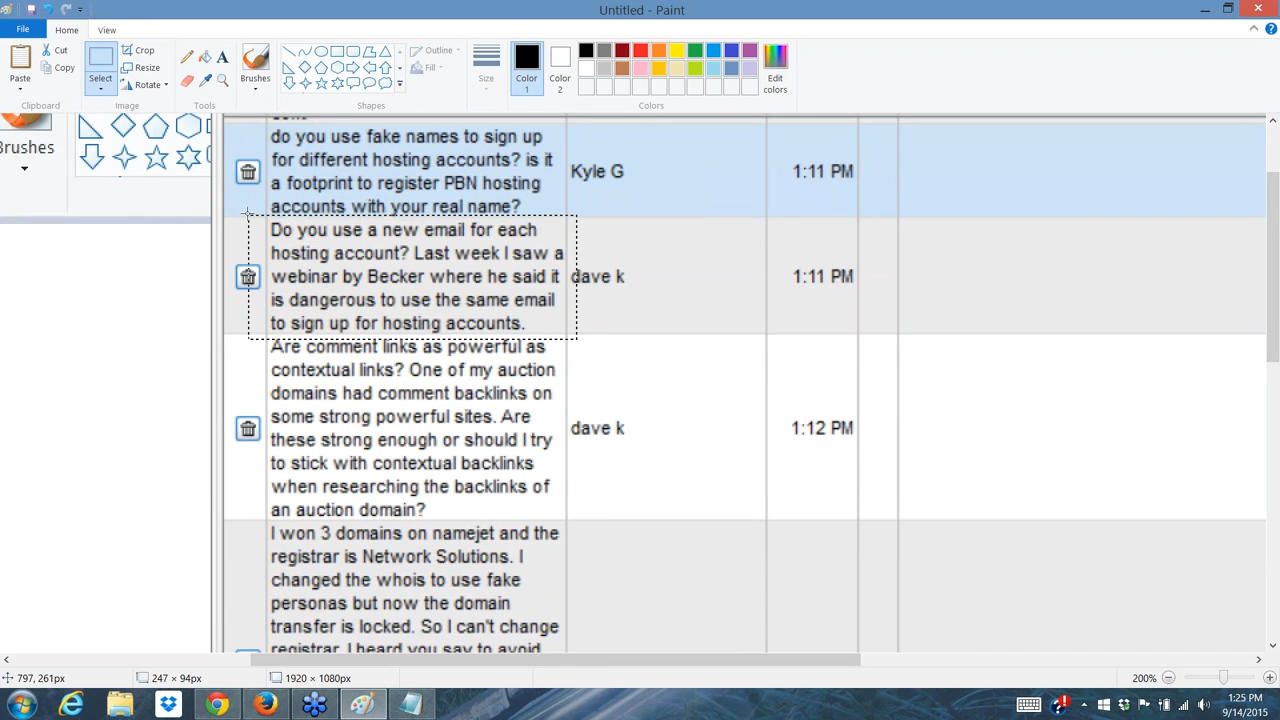 Untitled - Paint
File
Home
View
Paste
Cut
Copy
Clipboard
Select
Crop
Resize
Rotate
Image
Tools
Brushes
Outline
Fill
Shapes
Size
Color 1
Color 2
Edit colors
Colors
Brushes
do you use fake names to sign up
for different hosting accounts? is it
a footprint to register PBN hosting
accounts with your real name?
Kyle G
1:11 PM
Do you use a new email for each
hosting account? Last week I saw a
webinar by Becker where he said it
is dangerous to use the same email
to sign up for hosting accounts.
dave k
1:11 PM
Are comment links as powerful as
contextual links? One of my auction
domains had comment backlinks on
some strong powerful sites. Are
these strong enough or should I try
to stick with contextual backlinks
when researching the backlinks of
an auction domain?
dave k
1:12 PM
I won 3 domains on namejet and the
registrar is Network Solutions. I
changed the whois to use fake
personas but now the domain
transfer is locked. So I can't change
registrar. I heard you say to avoid
797, 261px
247 × 94px
1920 × 1080px
200%
1:25 PM
9/14/2015